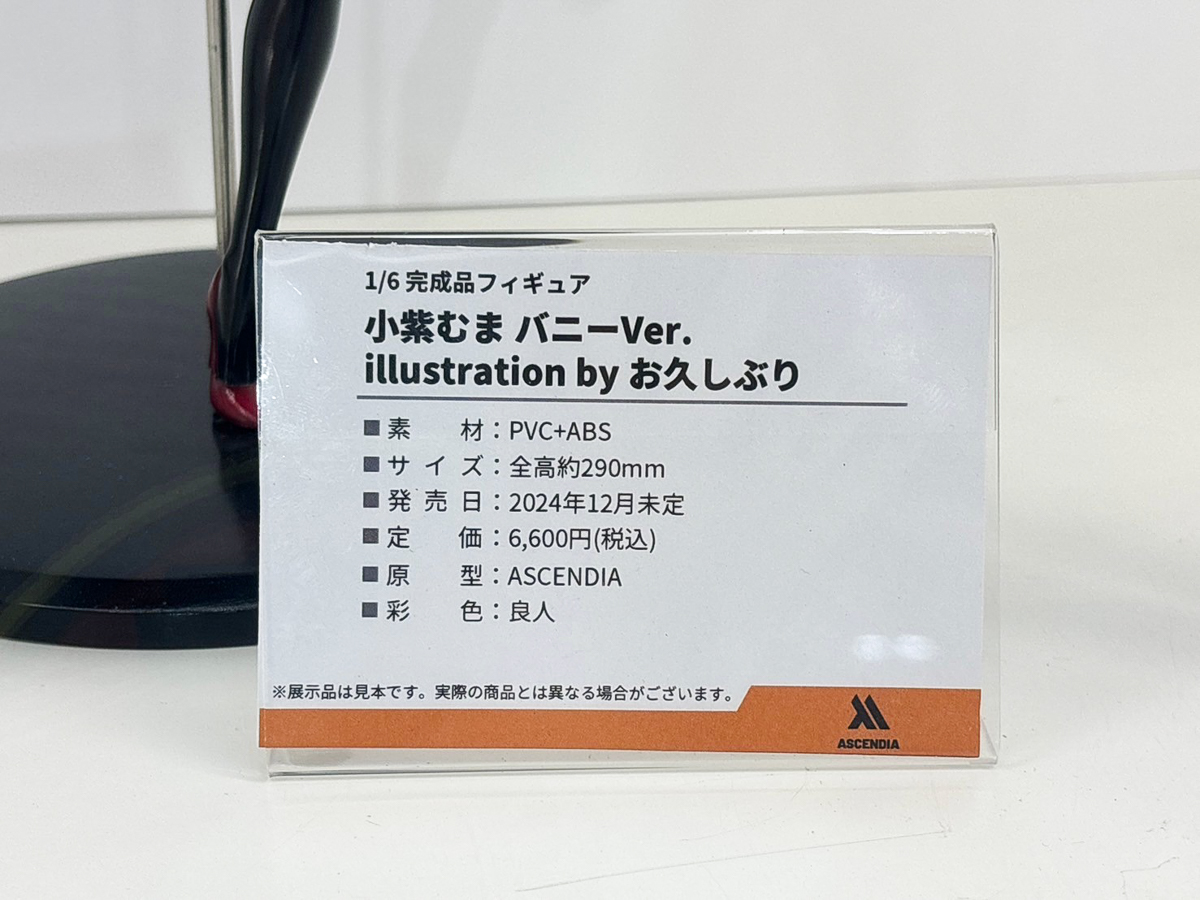 1/6 完成品フィギュア
小紫むま バニーVer.
illustration by お久しぶり
■素材：PVC+ABS
■サイズ：全高約290mm
■発売日：2024年12月未定
■定価：6,600円(税込)
■原型：ASCENDIA
■彩色：良人
※展示品は見本です。実際の商品とは異なる場合がございます。
ASCENDIA